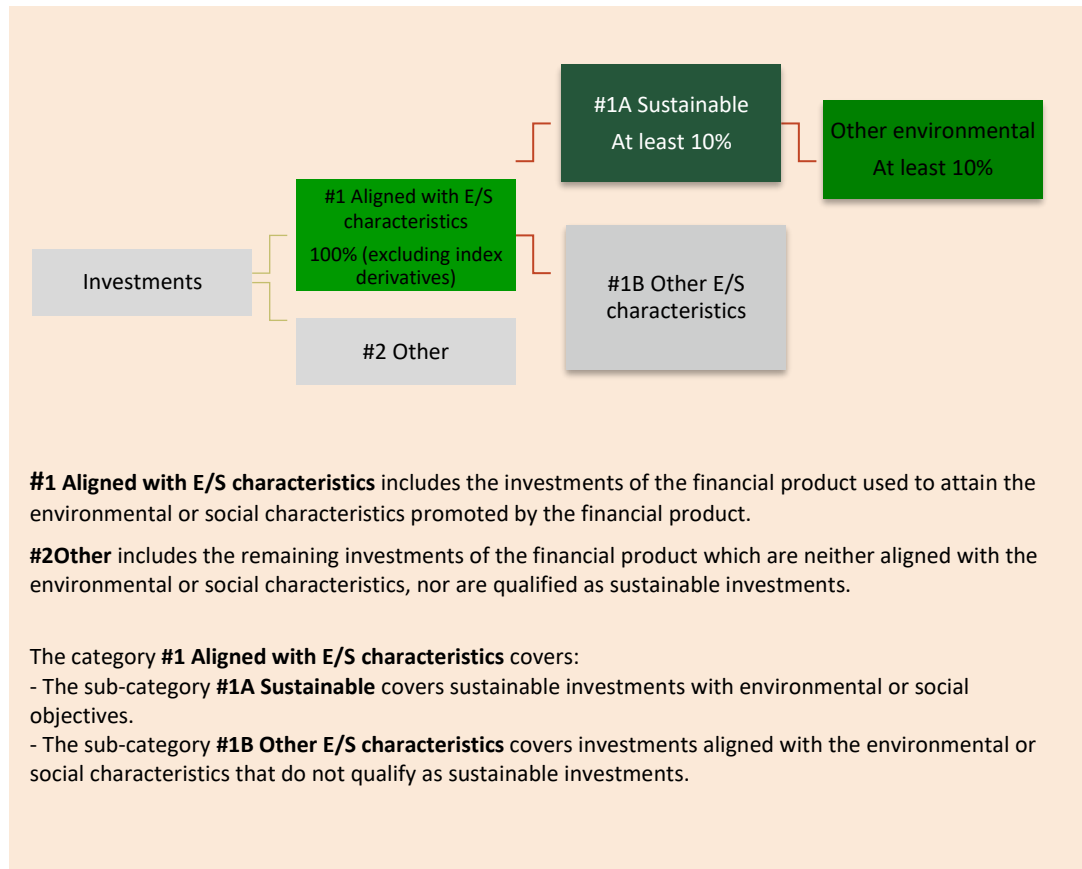 #1A Sustainable
At least 10%
Other environmental
At least 10%
#1 Aligned with E/S
characteristics
100% (excluding index
derivatives)
Investments
#1B Other E/S
characteristics
#2 Other
#1 Aligned with E/S characteristics includes the investments of the financial product used to attain the
environmental or social characteristics promoted by the financial product.
#2Other includes the remaining investments of the financial product which are neither aligned with the
environmental or social characteristics, nor are qualified as sustainable investments.
The category #1 Aligned with E/S characteristics covers:
- The sub-category #1A Sustainable covers sustainable investments with environmental or social
objectives.
- The sub-category #1B Other E/S characteristics covers investments aligned with the environmental or
social characteristics that do not qualify as sustainable investments.